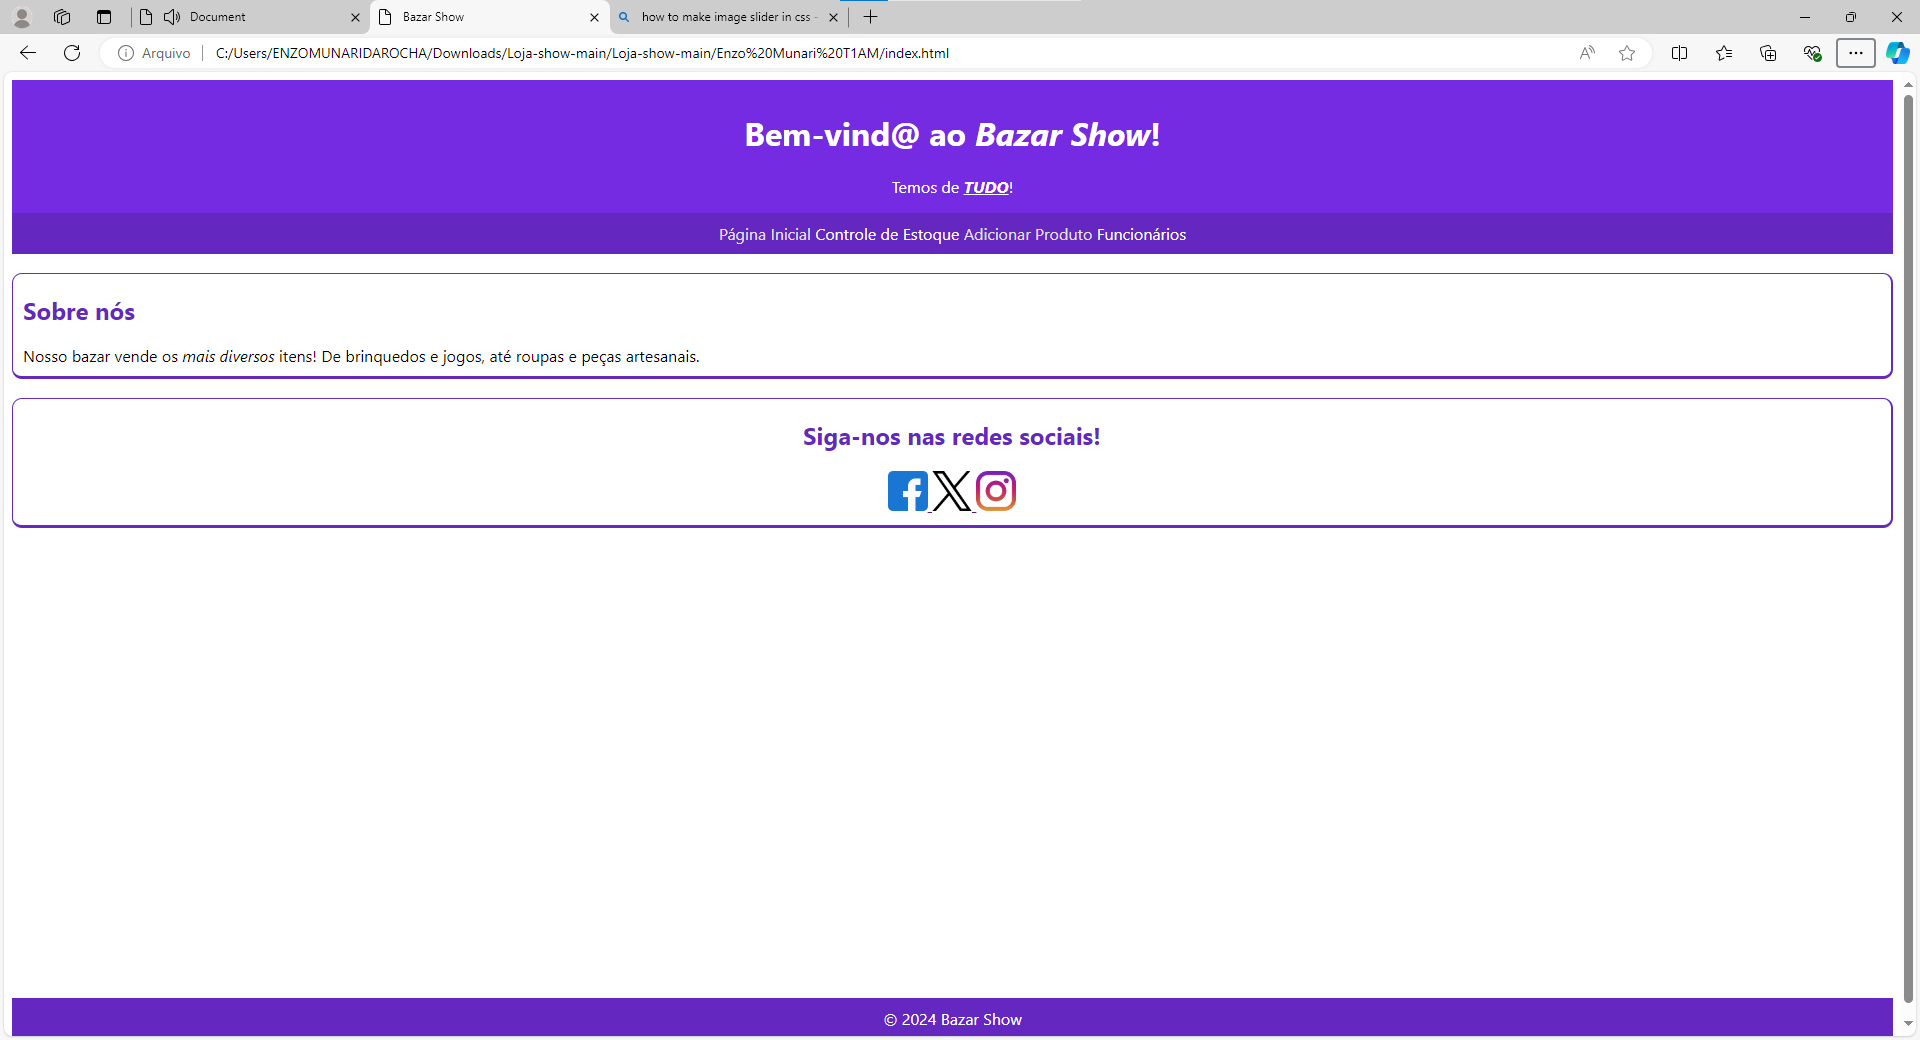 Document
Bazar Show
how to make image slider in css -
Arquivo
C:/Users/ENZOMUNARIDAROCHA/Downloads/Loja-show-main/Loja-show-main/Enzo%20Munari%20T1AM/index.html
Bem-vind@ ao Bazar Show!
Temos de TUDO!
Página Inicial Controle de Estoque Adicionar Produto Funcionários
Sobre nós
Nosso bazar vende os mais diversos itens! De brinquedos e jogos, até roupas e peças artesanais.
Siga-nos nas redes sociais!
© 2024 Bazar Show